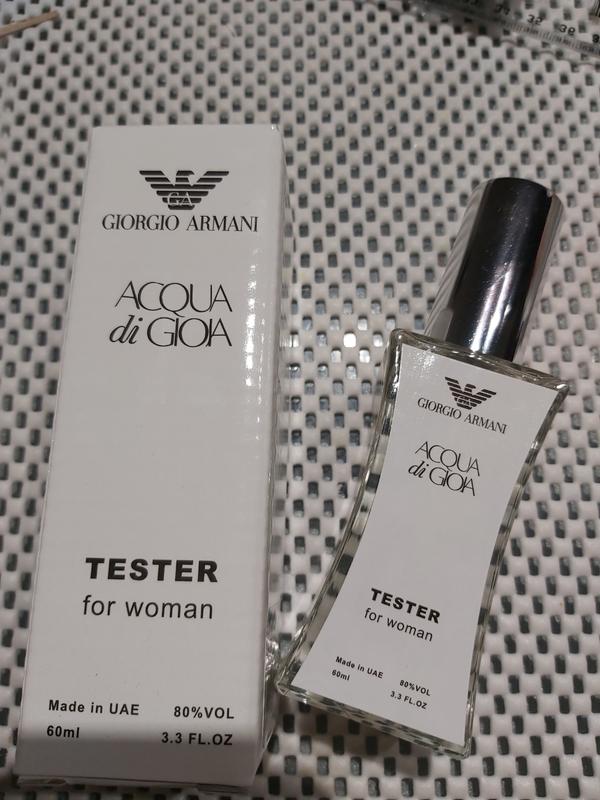 GA
GIORGIO ARMANI
ACQUA
di GIOIA
TESTER
for woman
Made in UAE 80%VOL
60ml 3.3 FL.OZ
GIORGIO ARMANI
ACQUA
di GIOIA
TESTER
for woman
Made in UAE 80%VOL
60ml 3.3 FL.OZ